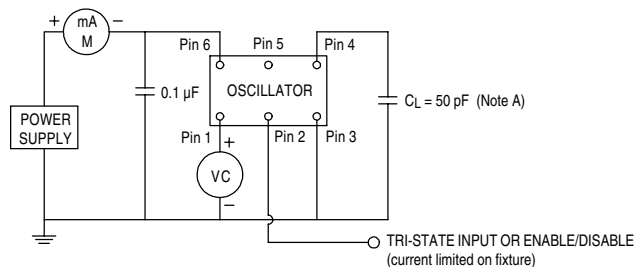 + mA −
M
Pin 6 Pin 5 Pin 4
0.1 µF
OSCILLATOR
CL = 50 pF (Note A)
POWER
SUPPLY
Pin 1 + Pin 2 Pin 3
VC
−
TRI-STATE INPUT OR ENABLE/DISABLE
(current limited on fixture)